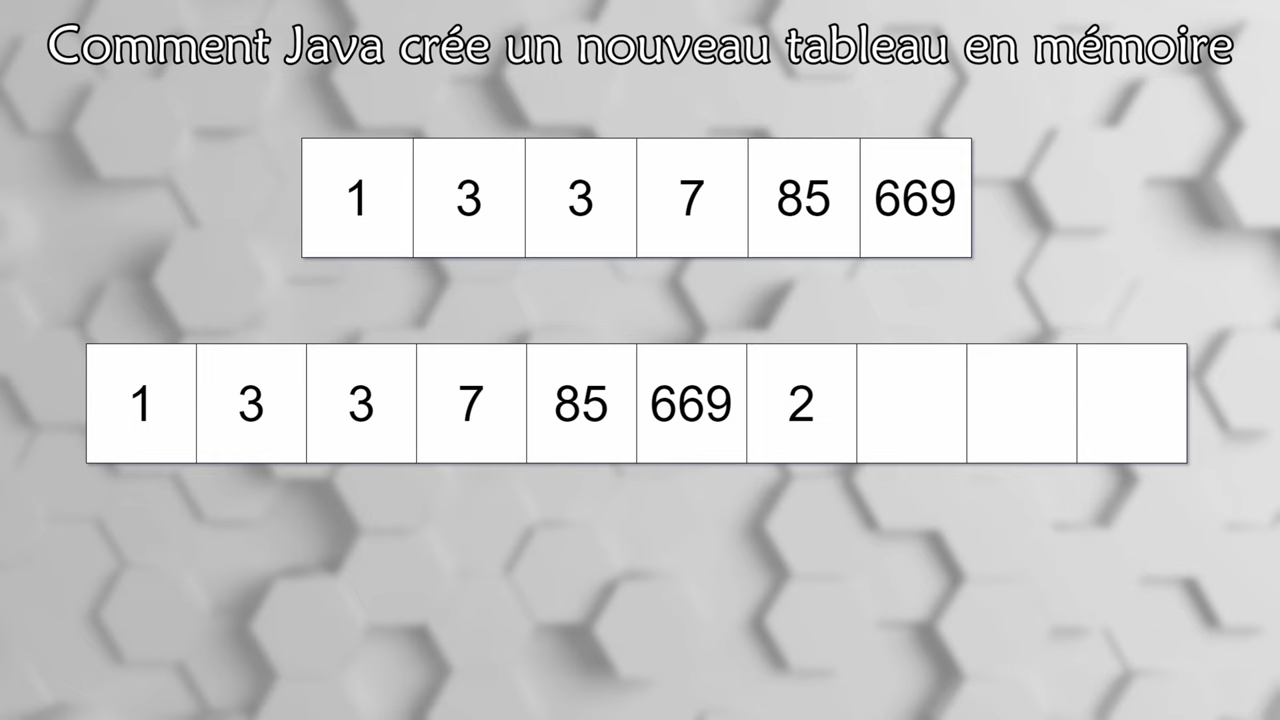 Comment Java crée un nouveau tableau en mémoire
1 3 3 7 85 669
1 3 3 7 85 669 2